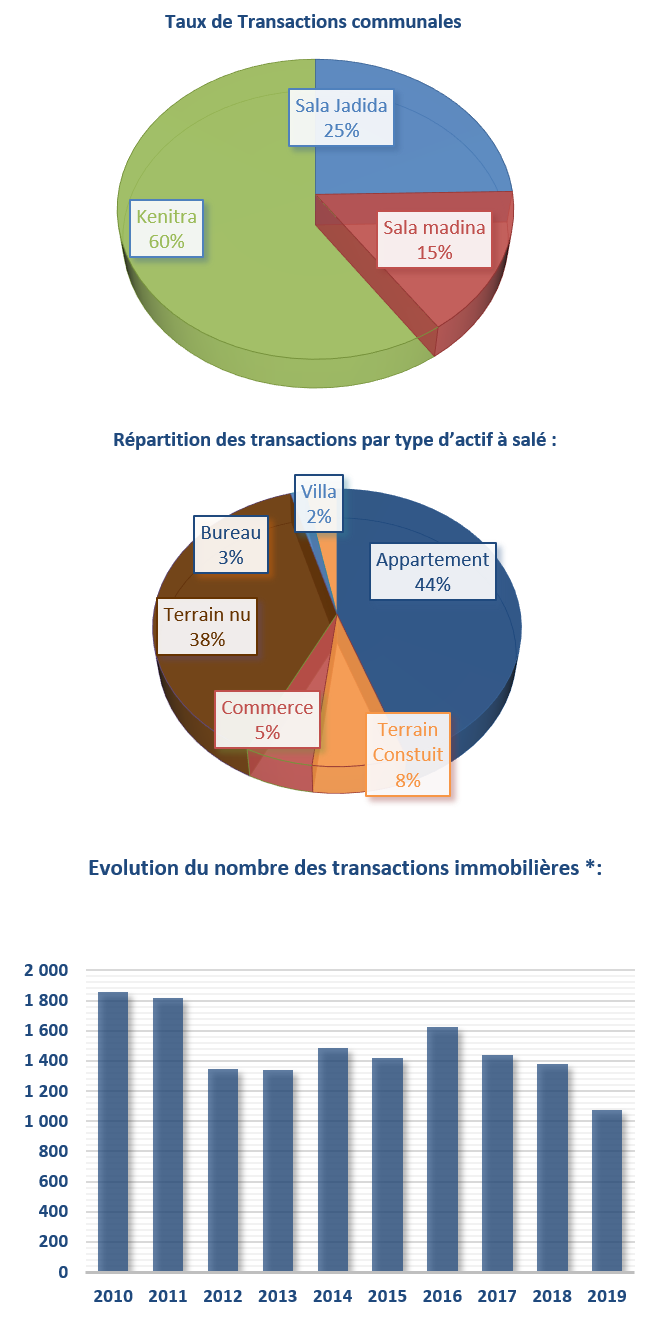 Taux de Transactions communales
Sala Jadida
25%
Kenitra
60%
Sala madina
15%
Répartition des transactions par type d’actif à salé :
Villa
2%
Bureau
3%
Appartement
44%
Terrain nu
38%
Commerce
5%
Terrain
Constuit
8%
Evolution du nombre des transactions immobilières *:
2 000
1 800
1 600
1 400
1 200
1 000
800
600
400
200
0
2010 2011 2012 2013 2014 2015 2016 2017 2018 2019